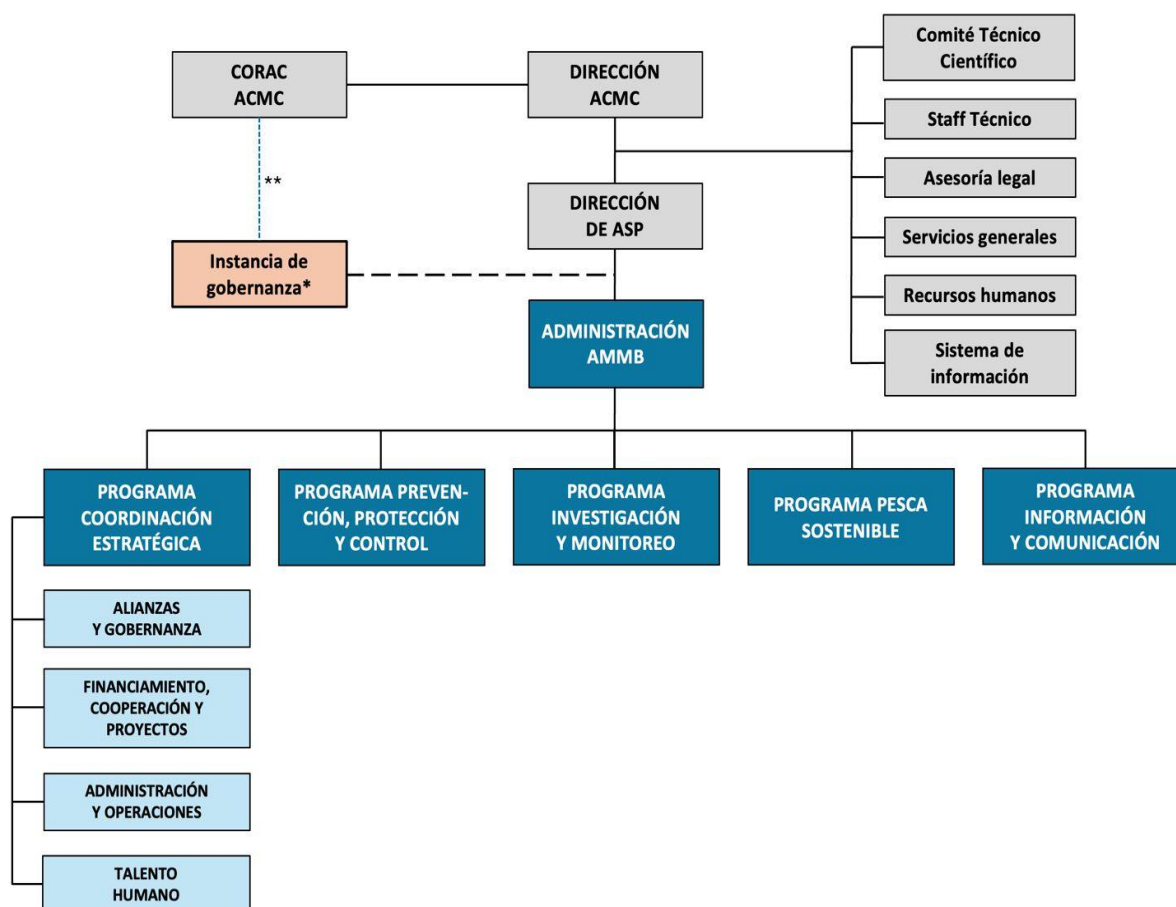 CORAC
ACMC
DIRECCIÓN
ACMC
Comité Técnico
Científico
Staff Técnico
Asesoría legal
Servicios generales
Recursos humanos
Sistema de
información
**
DIRECCIÓN
DE ASP
Instancia de
gobernanza*
ADMINISTRACIÓN
AMMB
PROGRAMA
COORDINACIÓN
ESTRATÉGICA
PROGRAMA PREVEN-
CIÓN, PROTECCIÓN
Y CONTROL
PROGRAMA
INVESTIGACIÓN
Y MONITOREO
PROGRAMA PESCA
SOSTENIBLE
PROGRAMA
INFORMACIÓN
Y COMUNICACIÓN
ALIANZAS
Y GOBERNANZA
FINANCIAMIENTO,
COOPERACIÓN Y
PROYECTOS
ADMINISTRACIÓN
Y OPERACIONES
TALENTO
HUMANO